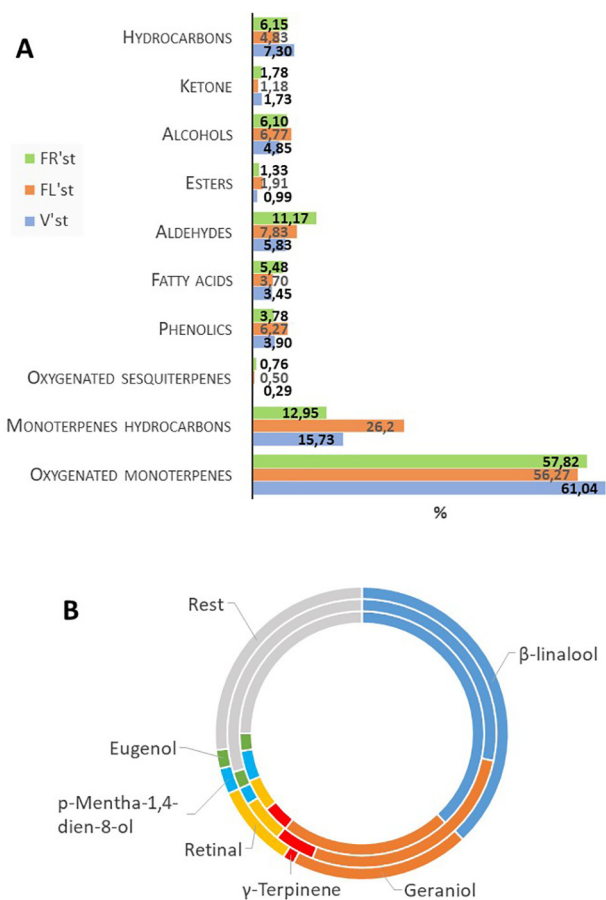 A
HYDROCARBONS
6,15
4,83
7,30
KETONE
1,78
1,18
1,73
ALCOHOLS
6,10
6,77
4,85
ESTERS
1,33
1,91
0,99
ALDEHYDES
11,17
7,83
5,83
FATTY ACIDS
5,48
3,70
3,45
PHENOLICS
3,78
6,27
3,90
OXYGENATED SESQUITERPENES
0,76
0,50
0,29
MONOTERPENES HYDROCARBONS
12,95
26,2
15,73
OXYGENATED MONOTERPENES
57,82
56,27
61,04
%
FR'st
FL'st
V'st
B
Rest
β-linalool
Eugenol
p-Mentha-1,4-
dien-8-ol
Retinal
γ-Terpinene
Geraniol